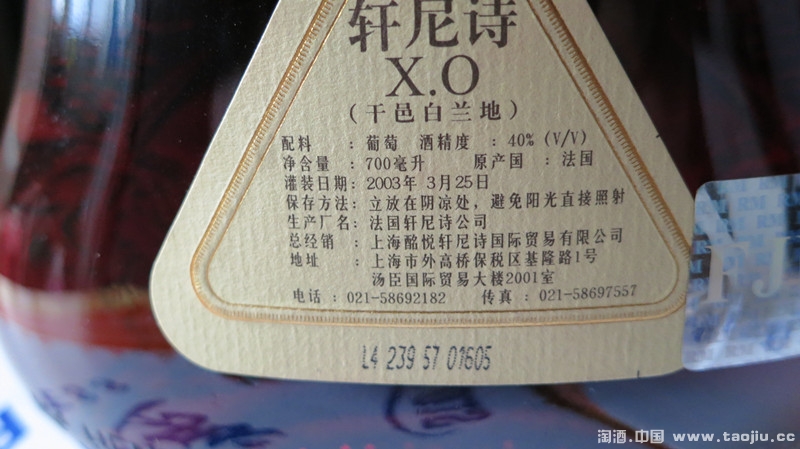 轩尼诗
X.O
（干邑白兰地）
配料 ：葡萄 酒精度 ：40% (V/V)
净含量 ：700毫升 原产国 ：法国
灌装日期：2003年 3月25日
保存方法：立放在阴凉处，避免阳光直接照射
生产厂名：法国轩尼诗公司
总经销 ：上海酩悦轩尼诗国际贸易有限公司
地址 ：上海市外高桥保税区基隆路1号
汤臣国际贸易大楼2001室
电话 ：021-58692182 传真 ：021-58697557
L4 239 57 01605
淘酒.中国 www.taojiu.cc